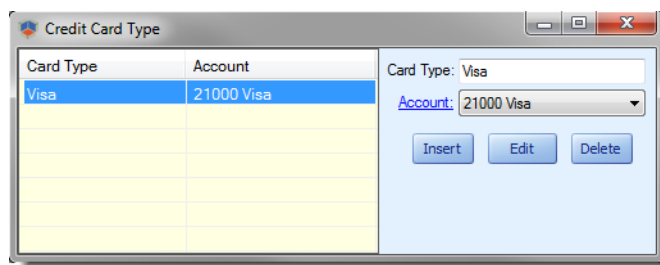 Credit Card Type
Card Type Account
Visa 21000 Visa
Card Type: Visa
Account: 21000 Visa
Insert Edit Delete